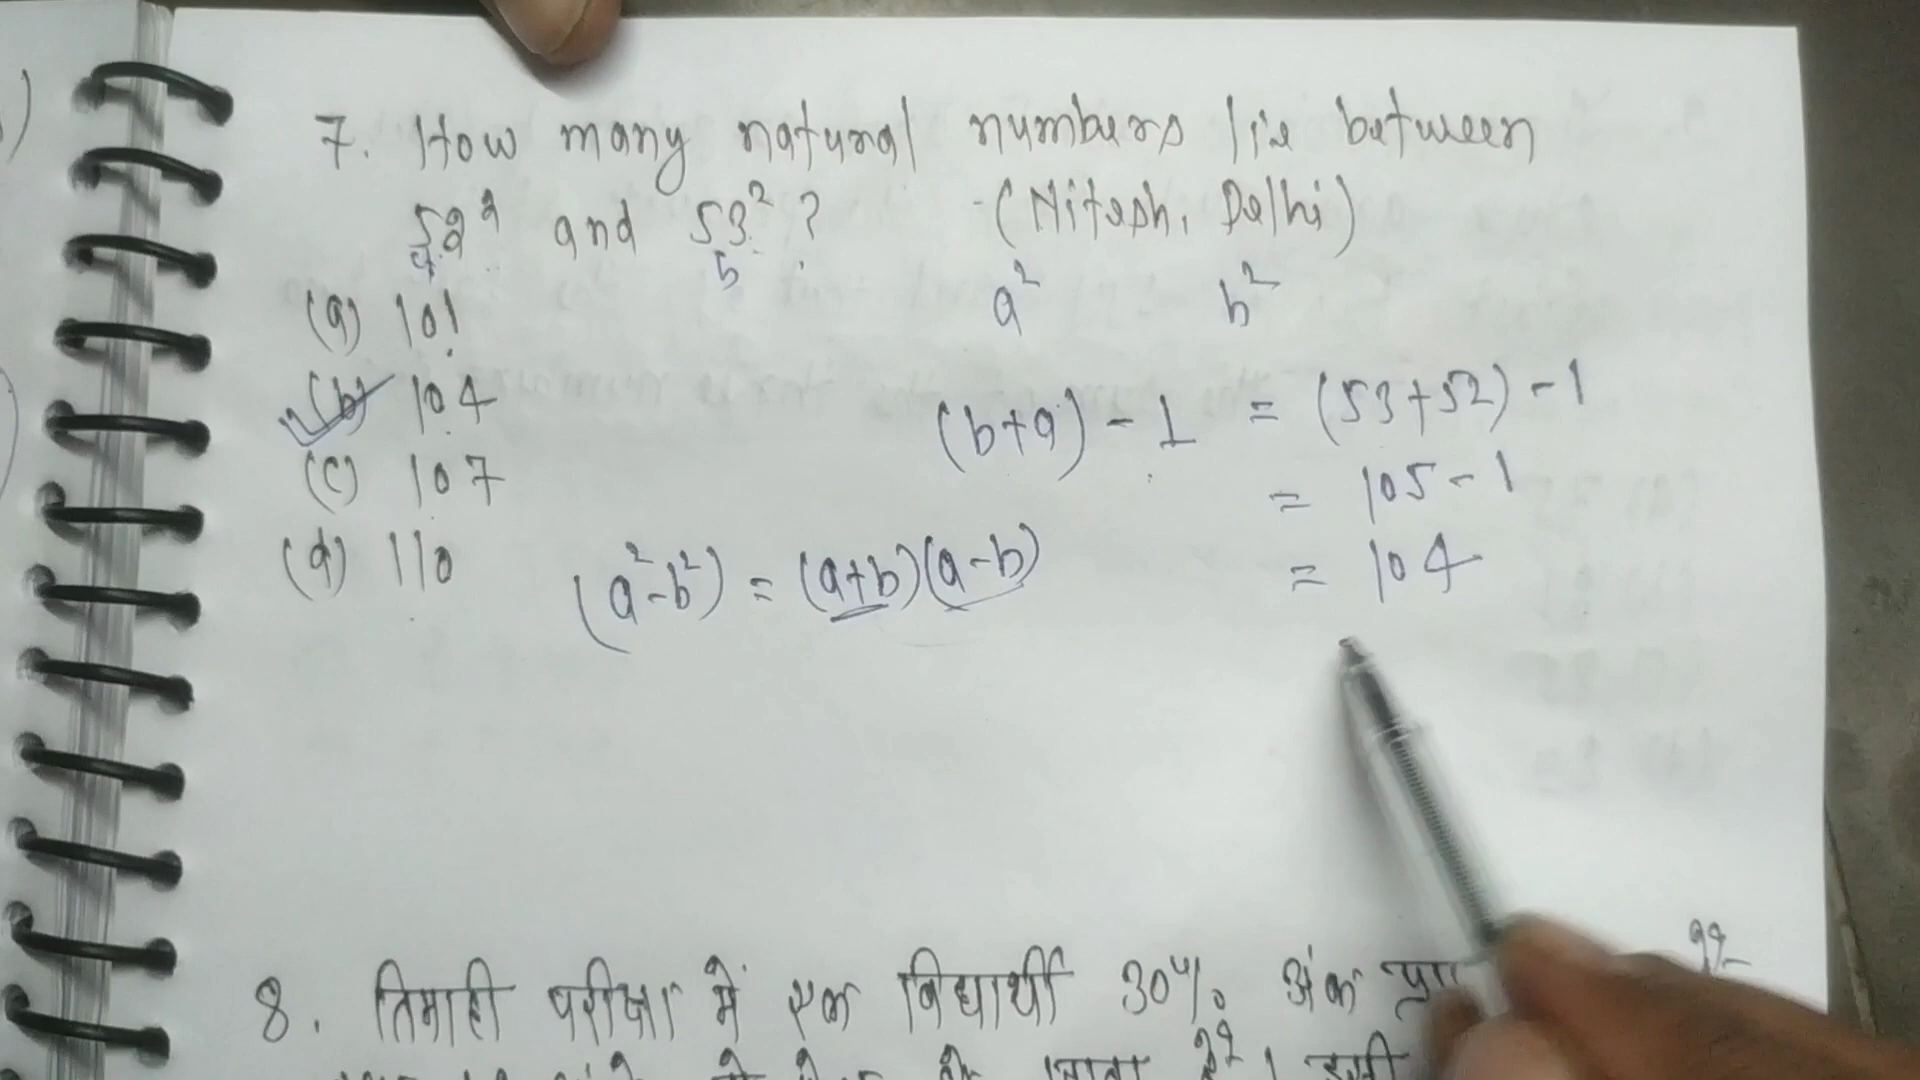 7. How many natural numbers lie between
52² and 53² ? -(Nitesh, Delhi)
a b
a² b²
(a) 101
(b) 104
(c) 107
(d) 110
(b+a) - 1 = (53+52) - 1
= 105 - 1
= 104
(a²-b²) = (a+b)(a-b)
8. तिमाही परीक्षा में एक विद्यार्थी 30% अंक